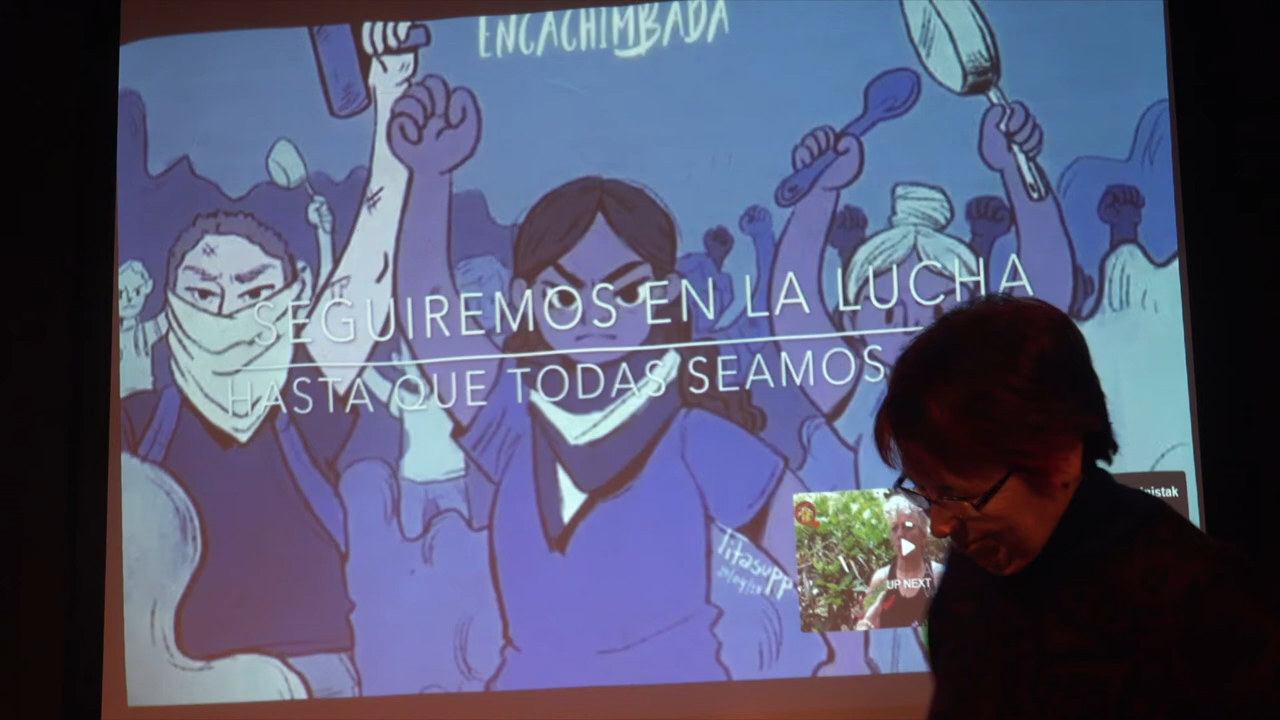 ENCACHIMBADA
SEGUIREMOS EN LA LUCHA
HASTA QUE TODAS SEAMOS
UP NEXT